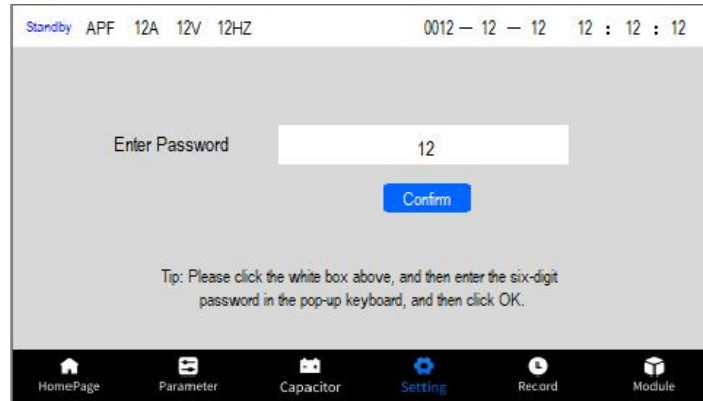 Standby APF 12A 12V 12HZ 0012 — 12 — 12 12 : 12 : 12
Enter Password 12
Confirm
Tip: Please click the white box above, and then enter the six-digit
password in the pop-up keyboard, and then click OK.
HomePage Parameter Capacitor Setting Record Module